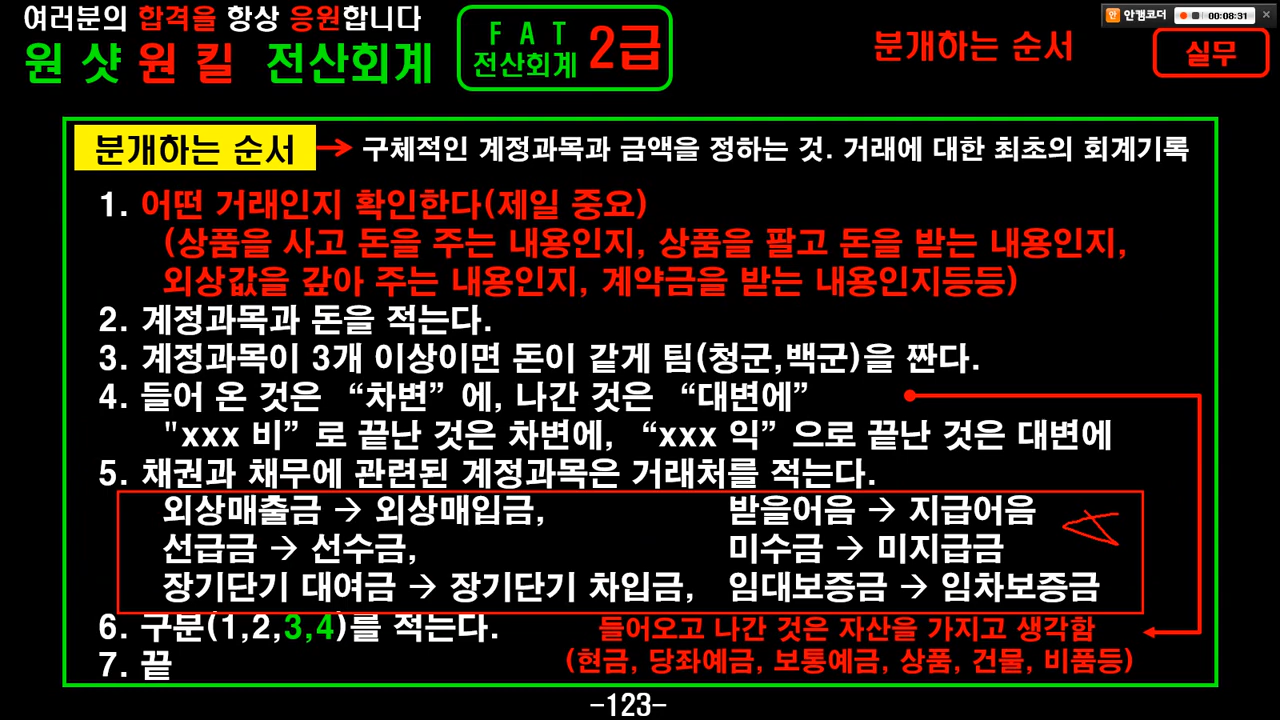 여러분의 합격을 항상 응원합니다
안캠코더 00:08:31
원 샷 원 킬 전산회계
F A T
전산회계 2급
분개하는 순서
실무
분개하는 순서 → 구체적인 계정과목과 금액을 정하는 것. 거래에 대한 최초의 회계기록
1. 어떤 거래인지 확인한다(제일 중요)
(상품을 사고 돈을 주는 내용인지, 상품을 팔고 돈을 받는 내용인지,
외상값을 갚아 주는 내용인지, 계약금을 받는 내용인지등등)
2. 계정과목과 돈을 적는다.
3. 계정과목이 3개 이상이면 돈이 같게 팀(청군,백군)을 짠다.
4. 들어 온 것은 “차변”에, 나간 것은 “대변에”
"xxx 비”로 끝난 것은 차변에, “xxx 익”으로 끝난 것은 대변에
5. 채권과 채무에 관련된 계정과목은 거래처를 적는다.
외상매출금 → 외상매입금, 받을어음 → 지급어음
선급금 → 선수금, 미수금 → 미지급금
장기단기 대여금 → 장기단기 차입금, 임대보증금 → 임차보증금
6. 구분(1,2,3,4)를 적는다.
들어오고 나간 것은 자산을 가지고 생각함
7. 끝
(현금, 당좌예금, 보통예금, 상품, 건물, 비품등)
-123-